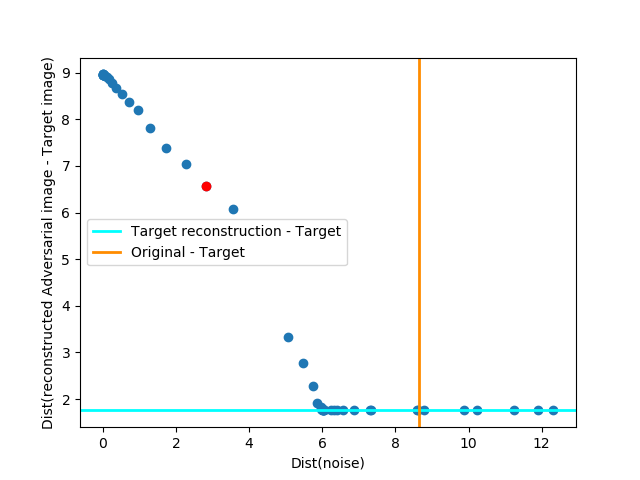 Dist(reconstructed Adversarial image - Target image)
9
8
7
6
5
4
3
2
Target reconstruction - Target
Original - Target
0 2 4 6 8 10 12
Dist(noise)